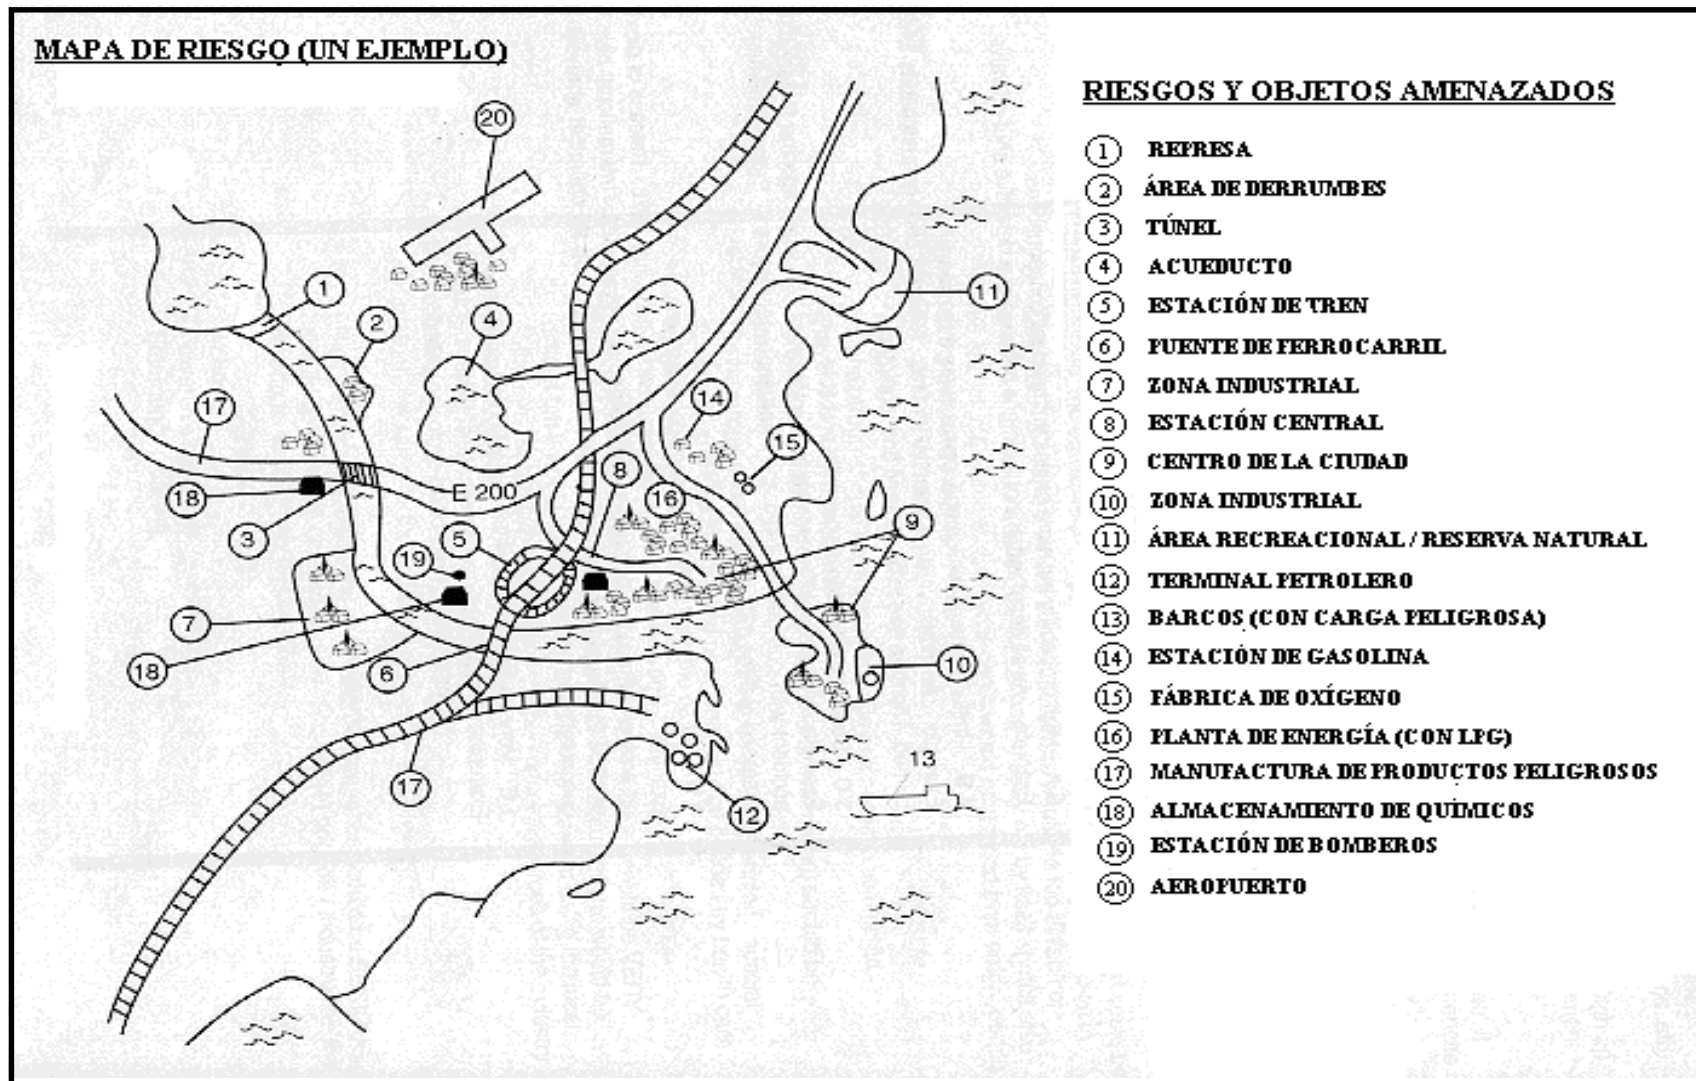 MAPA DE RIESGO (UN EJEMPLO)
RIESGOS Y OBJETOS AMENAZADOS
1 REPRESA
2 ÁREA DE DERRUMBES
3 TÚNEL
4 ACUEDUCTO
5 ESTACIÓN DE TREN
6 PUENTE DE FERROCARRIL
7 ZONA INDUSTRIAL
8 ESTACIÓN CENTRAL
9 CENTRO DE LA CIUDAD
10 ZONA INDUSTRIAL
11 ÁREA RECREACIONAL / RESERVA NATURAL
12 TERMINAL PETROLERO
13 BARCOS (CON CARGA PELIGROSA)
14 ESTACIÓN DE GASOLINA
15 FÁBRICA DE OXÍGENO
16 PLANTA DE ENERGÍA (CON LPG)
17 MANUFACTURA DE PRODUCTOS PELIGROSOS
18 ALMACENAMIENTO DE QUÍMICOS
19 ESTACIÓN DE BOMBEROS
20 AEROPUERTO
20
1
11
2
4
17
14
15
18
E 200
8
16
3
19
5
9
7
18
6
10
17
13
12